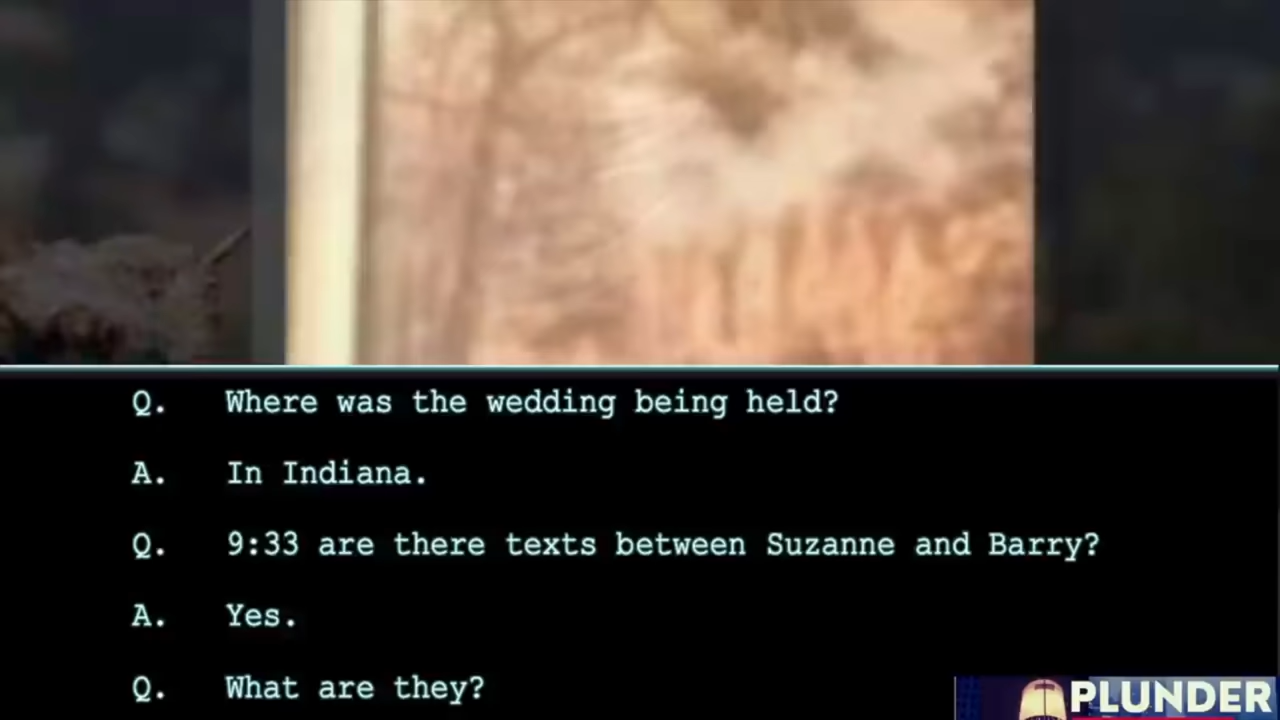 Q. Where was the wedding being held?
A. In Indiana.
Q. 9:33 are there texts between Suzanne and Barry?
A. Yes.
Q. What are they?
PLUNDER